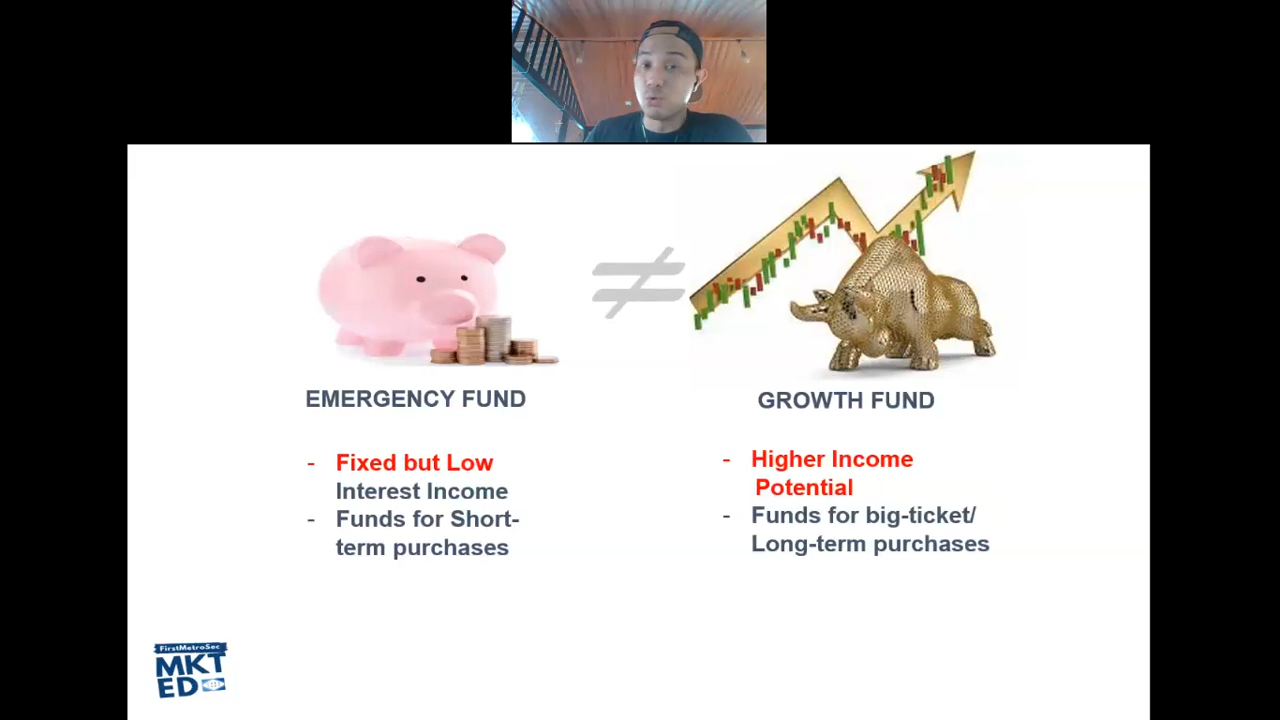 EMERGENCY FUND
- Fixed but Low
Interest Income
- Funds for Short-
term purchases
GROWTH FUND
- Higher Income
Potential
- Funds for big-ticket/
Long-term purchases
FirstMetroSec
MKT
ED